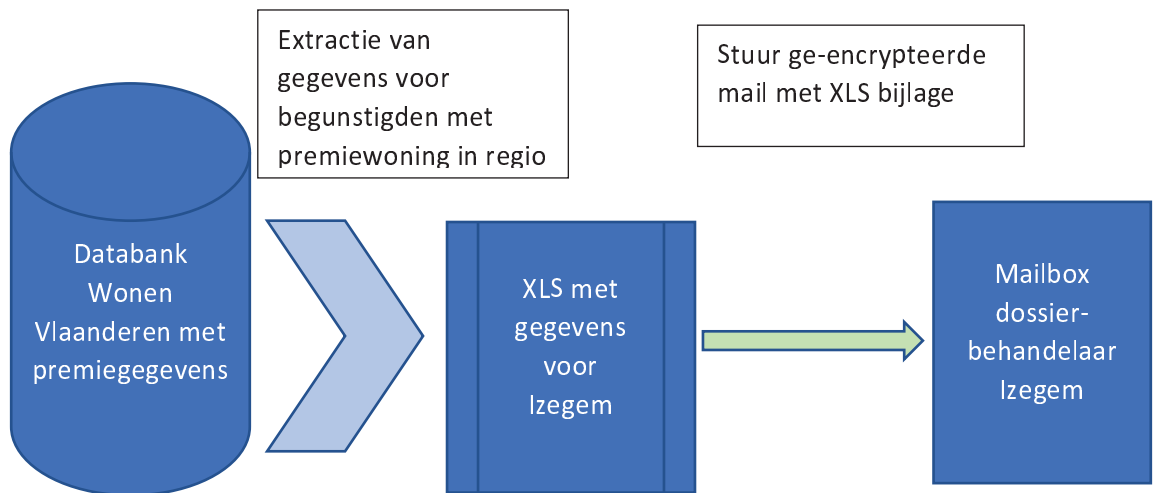 Extractie van
gegevens voor
begunstigden met
premiewoning in regio
Stuur ge-encrypteerde
mail met XLS bijlage
Databank
Wonen
Vlaanderen met
premiegegevens
XLS met
gegevens
voor
Izegem
Mailbox
dossier-
behandelaar
Izegem